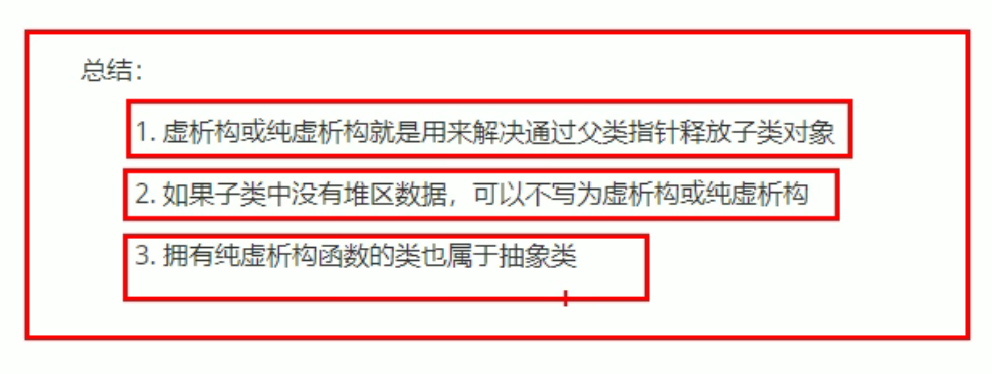 总结：
1. 虚析构或纯虚析构就是用来解决通过父类指针释放子类对象
2. 如果子类中没有堆区数据，可以不写为虚析构或纯虚析构
3. 拥有纯虚析构函数的类也属于抽象类